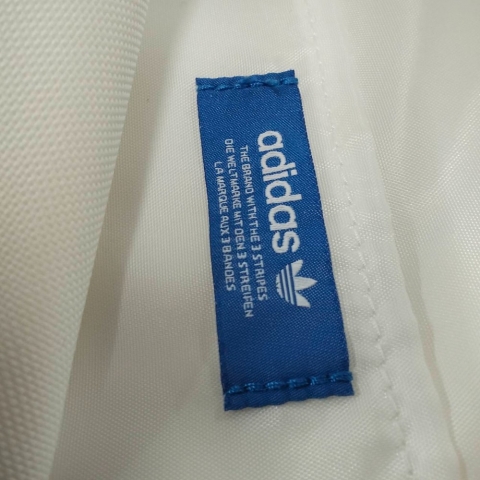 adidas
THE BRAND WITH THE 3 STRIPES
DIE WELTMARKE MIT DEN 3 STREIFEN
LA MARQUE AUX 3 BANDES